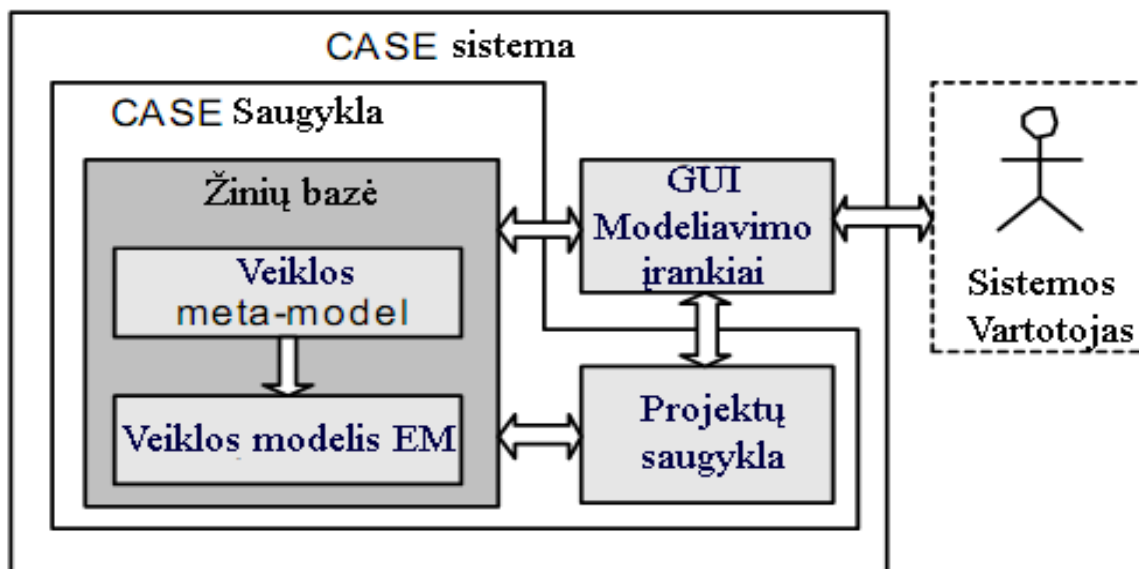 CASE sistema
CASE Saugykla
Žinių bazė
Veiklos
meta-model
Veiklos modelis EM
GUI
Modeliavimo
įrankiai
Projektų
saugykla
Sistemos
Vartotojas